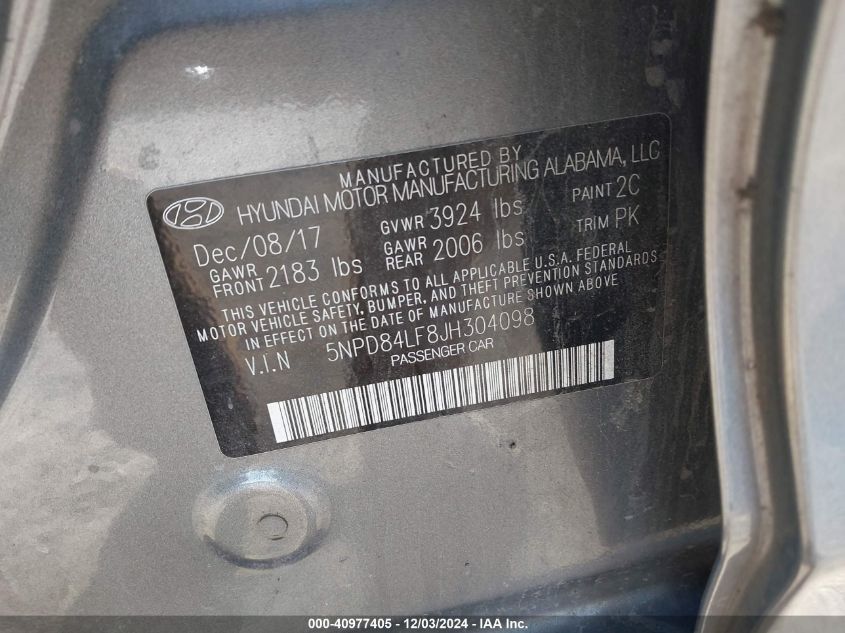 MANUFACTURED BY
HYUNDAI MOTOR MANUFACTURING ALABAMA, LLC
Dec/08/17 GVWR 3924 lbs PAINT 2C
GAWR FRONT 2183 lbs GAWR REAR 2006 lbs TRIM PK
THIS VEHICLE CONFORMS TO ALL APPLICABLE U.S.A. FEDERAL
MOTOR VEHICLE SAFETY, BUMPER, AND THEFT PREVENTION STANDARDS
IN EFFECT ON THE DATE OF MANUFACTURE SHOWN ABOVE
V.I.N 5NPD84LF8JH304098
PASSENGER CAR
000-40977405 - 12/03/2024 - IAA Inc.